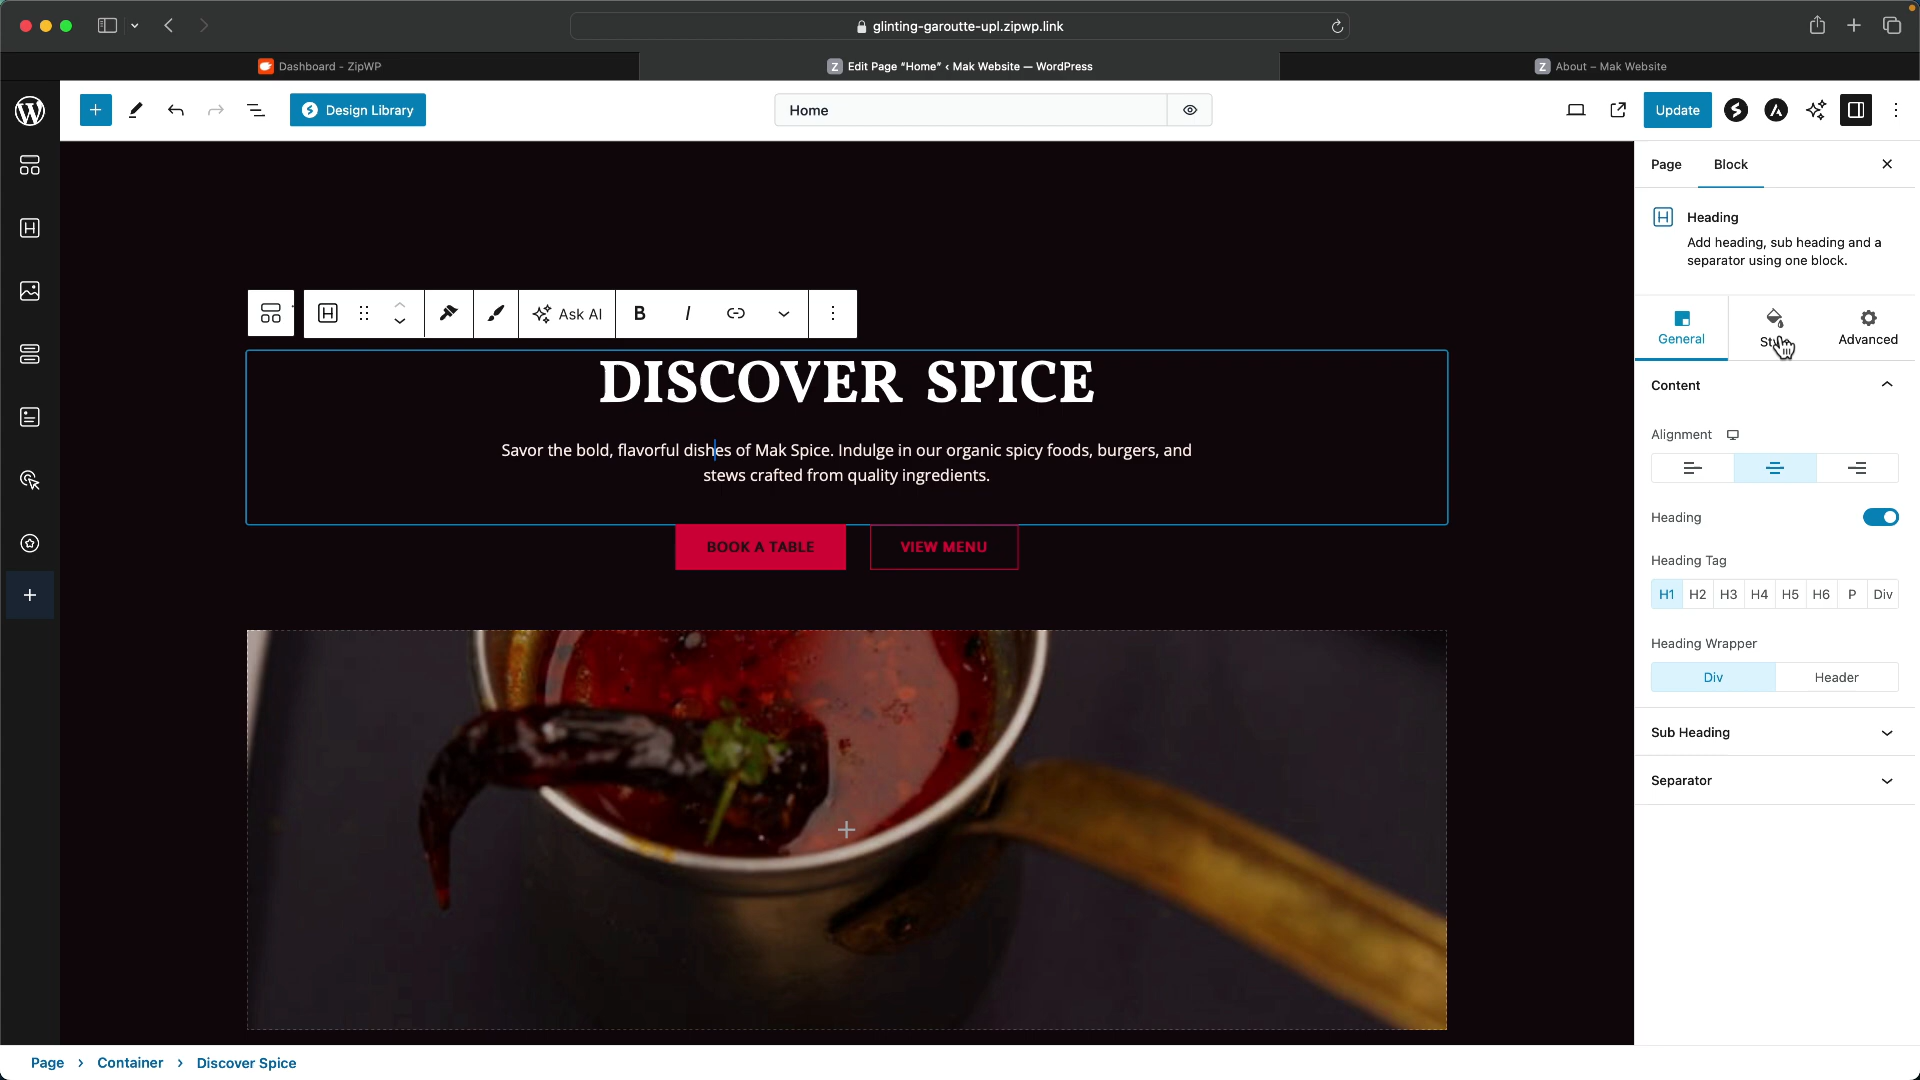 glinting-garoutte-upl.zipwp.link
Dashboard - ZipWP
Z Edit Page “Home” ‹ Mak Website — WordPress
Z About – Mak Website
Design Library
Home
Update
Page Block
Heading
Add heading, sub heading and a
separator using one block.
Ask AI
General
Advanced
DISCOVER SPICE
Savor the bold, flavorful dishes of Mak Spice. Indulge in our organic spicy foods, burgers, and
stews crafted from quality ingredients.
BOOK A TABLE
VIEW MENU
Content
Alignment
Heading
Heading Tag
H1 H2 H3 H4 H5 H6 P Div
Heading Wrapper
Div Header
Sub Heading
Separator
Page › Container › Discover Spice